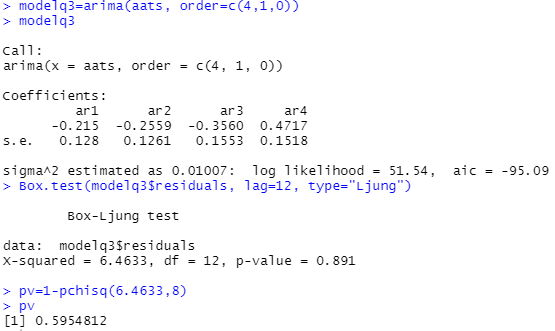 > modelq3=arima(aats, order=c(4,1,0))
> modelq3
Call:
arima(x = aats, order = c(4, 1, 0))
Coefficients:
ar1 ar2 ar3 ar4
-0.215 -0.2559 -0.3560 0.4717
s.e. 0.128 0.1261 0.1553 0.1518
sigma^2 estimated as 0.01007: log likelihood = 51.54, aic = -95.09
> Box.test(modelq3$residuals, lag=12, type="Ljung")
Box-Ljung test
data: modelq3$residuals
X-squared = 6.4633, df = 12, p-value = 0.891
> pv=1-pchisq(6.4633,8)
> pv
[1] 0.5954812